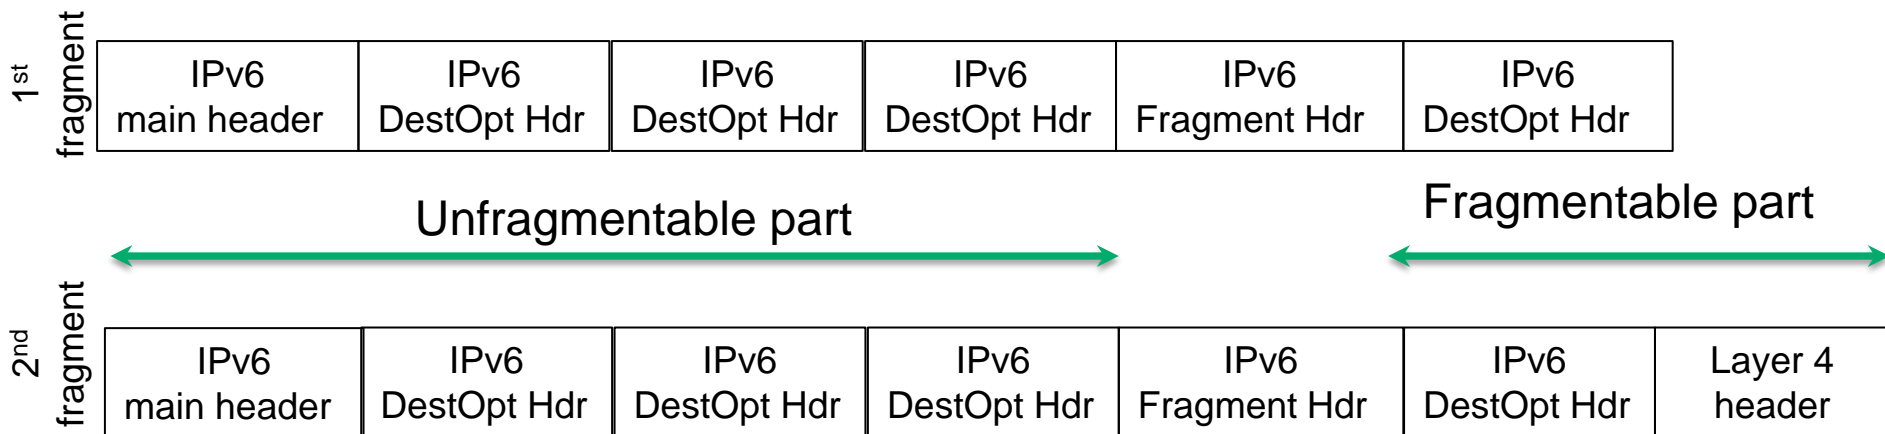 1st
fragment
IPv6
main header
IPv6
DestOpt Hdr
IPv6
DestOpt Hdr
IPv6
DestOpt Hdr
IPv6
Fragment Hdr
IPv6
DestOpt Hdr
Unfragmentable part
Fragmentable part
2nd
fragment
IPv6
main header
IPv6
DestOpt Hdr
IPv6
DestOpt Hdr
IPv6
DestOpt Hdr
IPv6
Fragment Hdr
IPv6
DestOpt Hdr
Layer 4
header